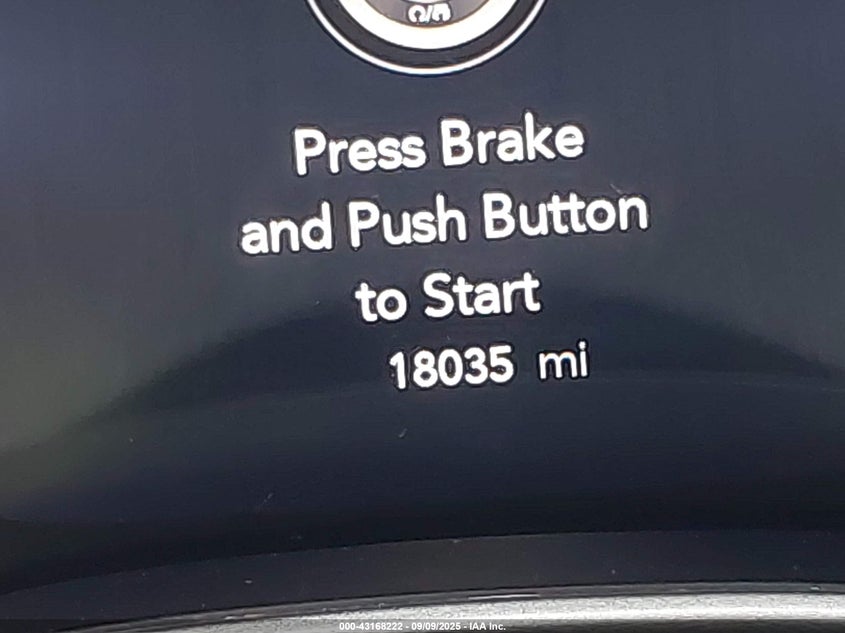 Press Brake
and Push Button
to Start
18035 mi
000-43168222 - 09/09/2025 - IAA Inc.